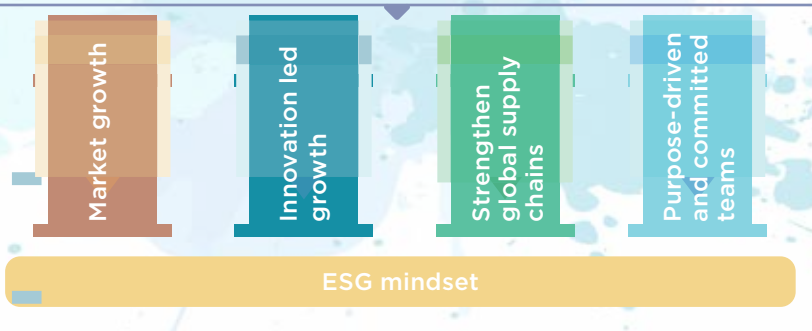 Market growth
Innovation led
growth
Strengthen
global supply
chains
Purpose-driven
and committed
teams
ESG mindset